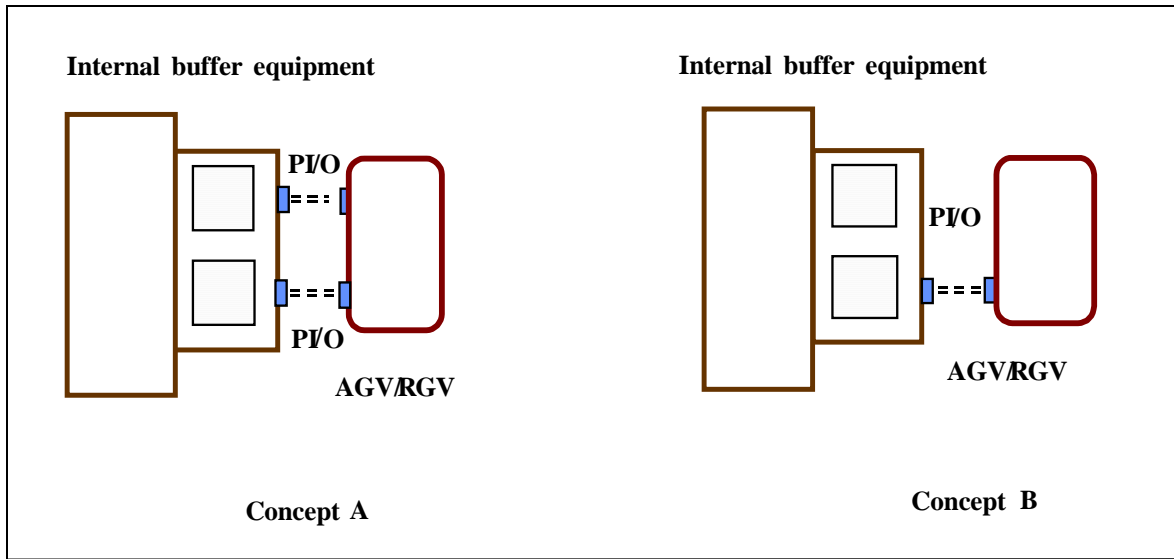 Internal buffer equipment
PI/O
PI/O
AGV/RGV
Concept A
Internal buffer equipment
PI/O
AGV/RGV
Concept B